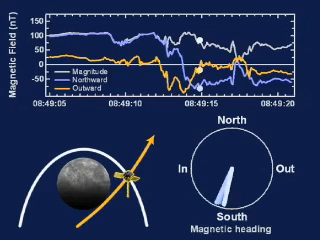 Magnetic Field (nT)
150
100
50
0
-50
Magnitude
Northward
Outward
08:49:05
08:49:10
08:49:15
08:49:20
North
In
Out
South
Magnetic heading